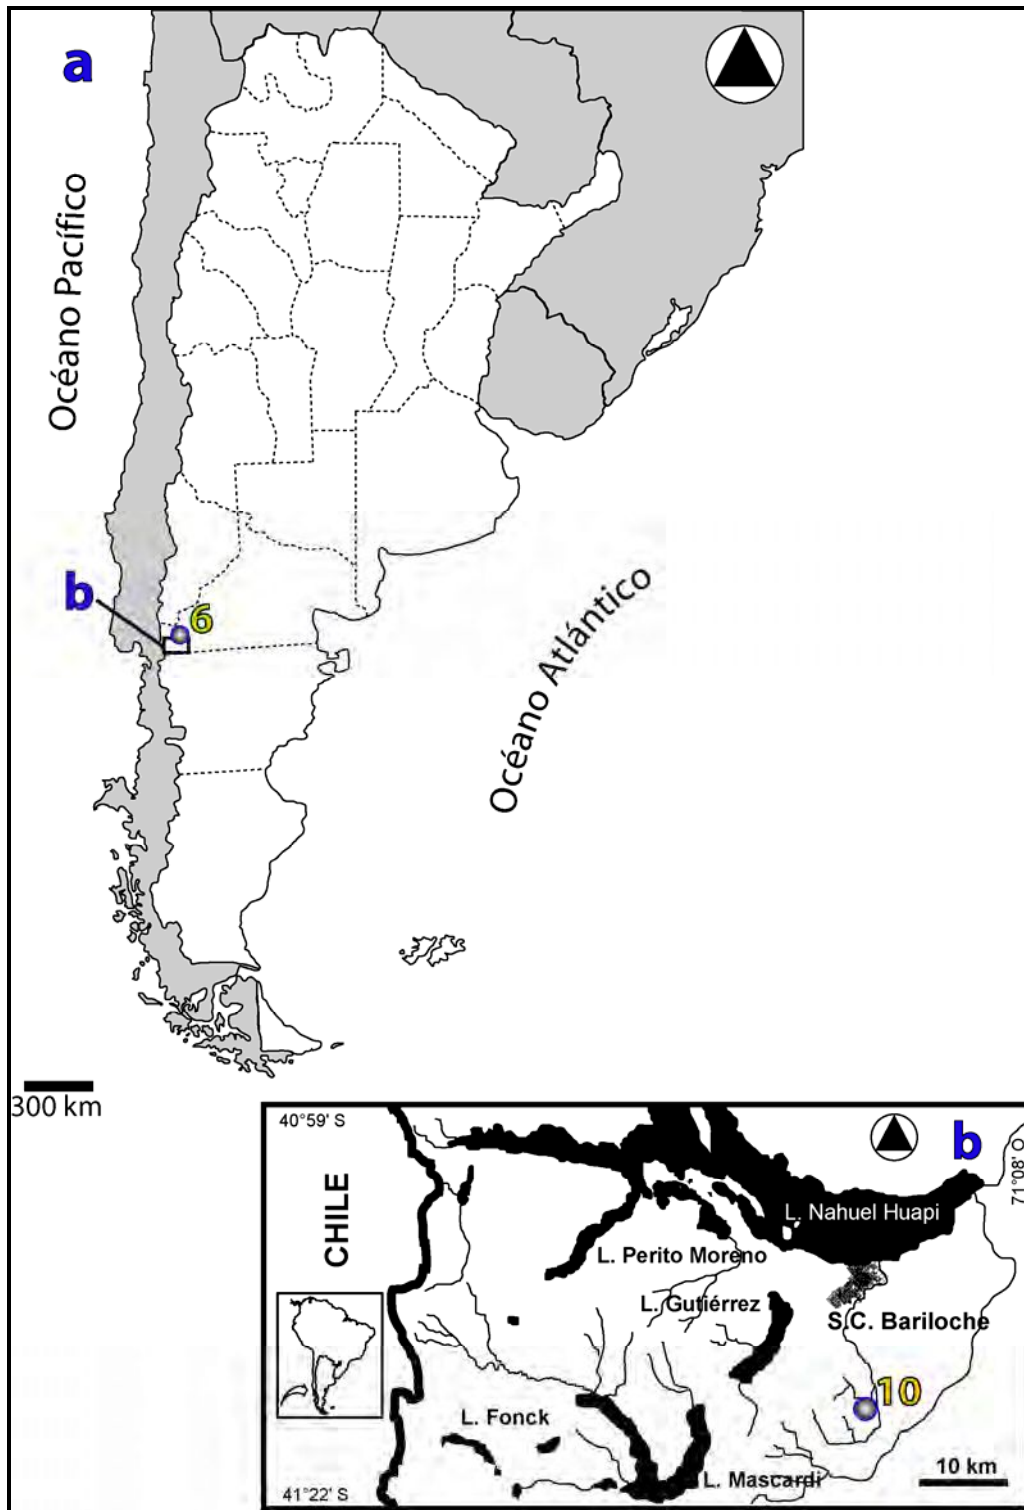 a
Océano Pacífico
b
6
Océano Atlántico
300 km
40°59' S
b
71°08' O
CHILE
L. Nahuel Huapi
L. Perito Moreno
L. Gutiérrez
S.C. Bariloche
10
L. Fonck
10 km
L. Mascardi
41°22' S